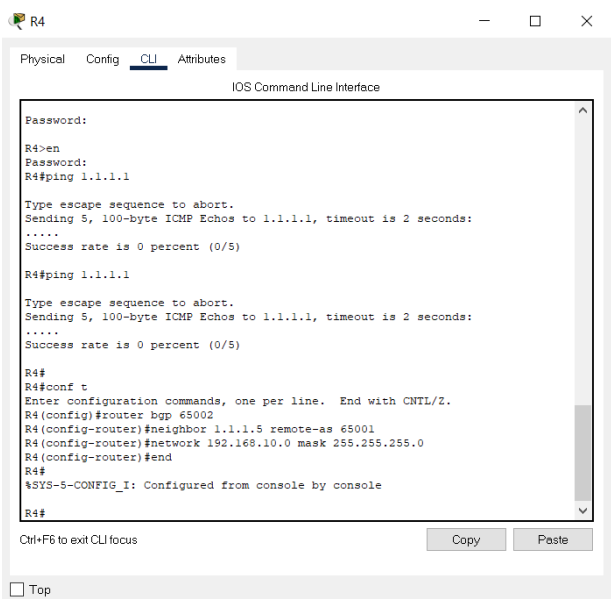 R4
Physical Config CLI Attributes
IOS Command Line Interface
Password:
R4>en
Password:
R4#ping 1.1.1.1
Type escape sequence to abort.
Sending 5, 100-byte ICMP Echos to 1.1.1.1, timeout is 2 seconds:
.....
Success rate is 0 percent (0/5)
R4#ping 1.1.1.1
Type escape sequence to abort.
Sending 5, 100-byte ICMP Echos to 1.1.1.1, timeout is 2 seconds:
.....
Success rate is 0 percent (0/5)
R4#
R4#conf t
Enter configuration commands, one per line.  End with CNTL/Z.
R4(config)#router bgp 65002
R4(config-router)#neighbor 1.1.1.5 remote-as 65001
R4(config-router)#network 192.168.10.0 mask 255.255.255.0
R4(config-router)#end
R4#
%SYS-5-CONFIG_I: Configured from console by console
R4#
Ctrl+F6 to exit CLI focus
Copy Paste
Top